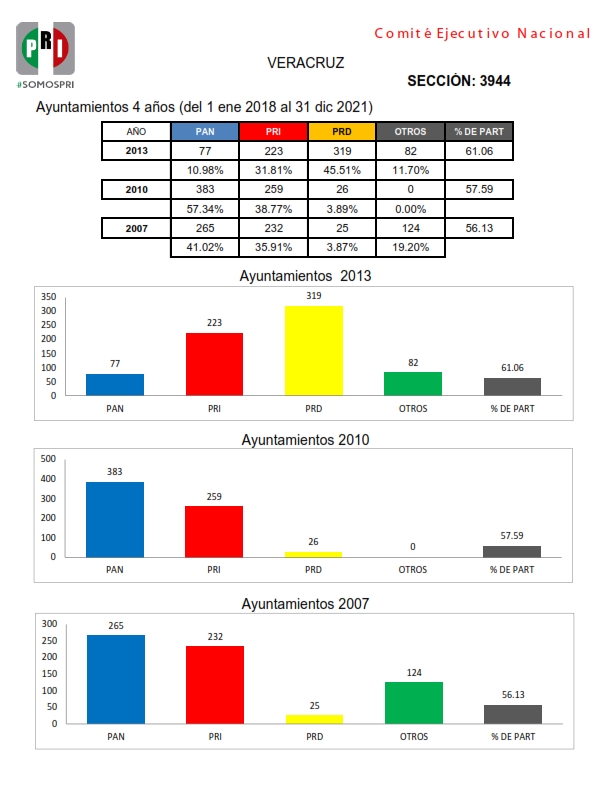 Comité Ejecutivo Nacional
PRI
#SOMOSPRI
VERACRUZ
SECCIÓN: 3944
Ayuntamientos 4 años (del 1 ene 2018 al 31 dic 2021)
AÑO PAN PRI PRD OTROS % DE PART
2013 77 223 319 82 61.06
10.98% 31.81% 45.51% 11.70%
2010 383 259 26 0 57.59
57.34% 38.77% 3.89% 0.00%
2007 265 232 25 124 56.13
41.02% 35.91% 3.87% 19.20%
Ayuntamientos 2013
350
300
250
200
150
100
50
0
77 223 319 82 61.06
PAN PRI PRD OTROS % DE PART
Ayuntamientos 2010
500
400
300
200
100
0
383 259 26 0 57.59
PAN PRI PRD OTROS % DE PART
Ayuntamientos 2007
300
250
200
150
100
50
0
265 232 25 124 56.13
PAN PRI PRD OTROS % DE PART